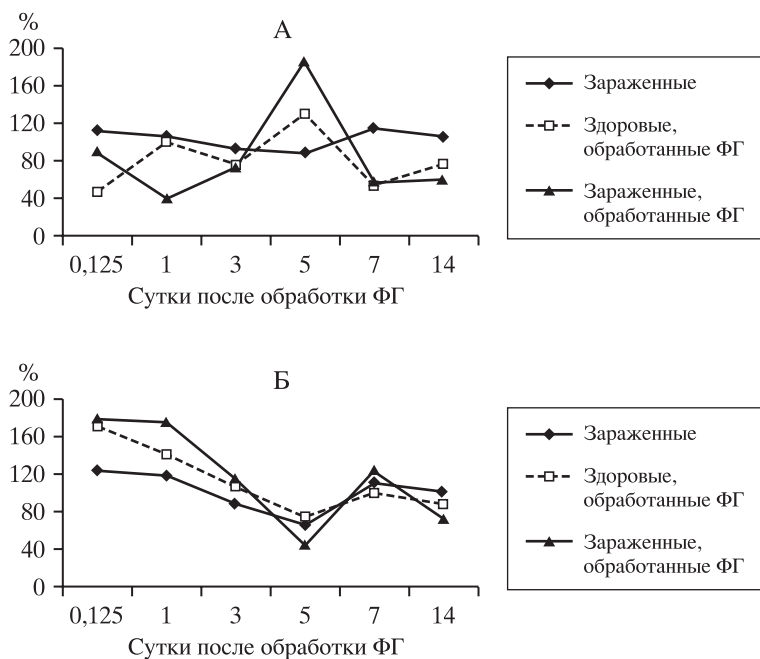 %
А
200
160
120
80
40
0
0,125 1 3 5 7 14
Сутки после обработки ФГ
Зараженные
Здоровые,
обработанные ФГ
Зараженные,
обработанные ФГ
%
Б
200
160
120
80
40
0
0,125 1 3 5 7 14
Сутки после обработки ФГ
Зараженные
Здоровые,
обработанные ФГ
Зараженные,
обработанные ФГ